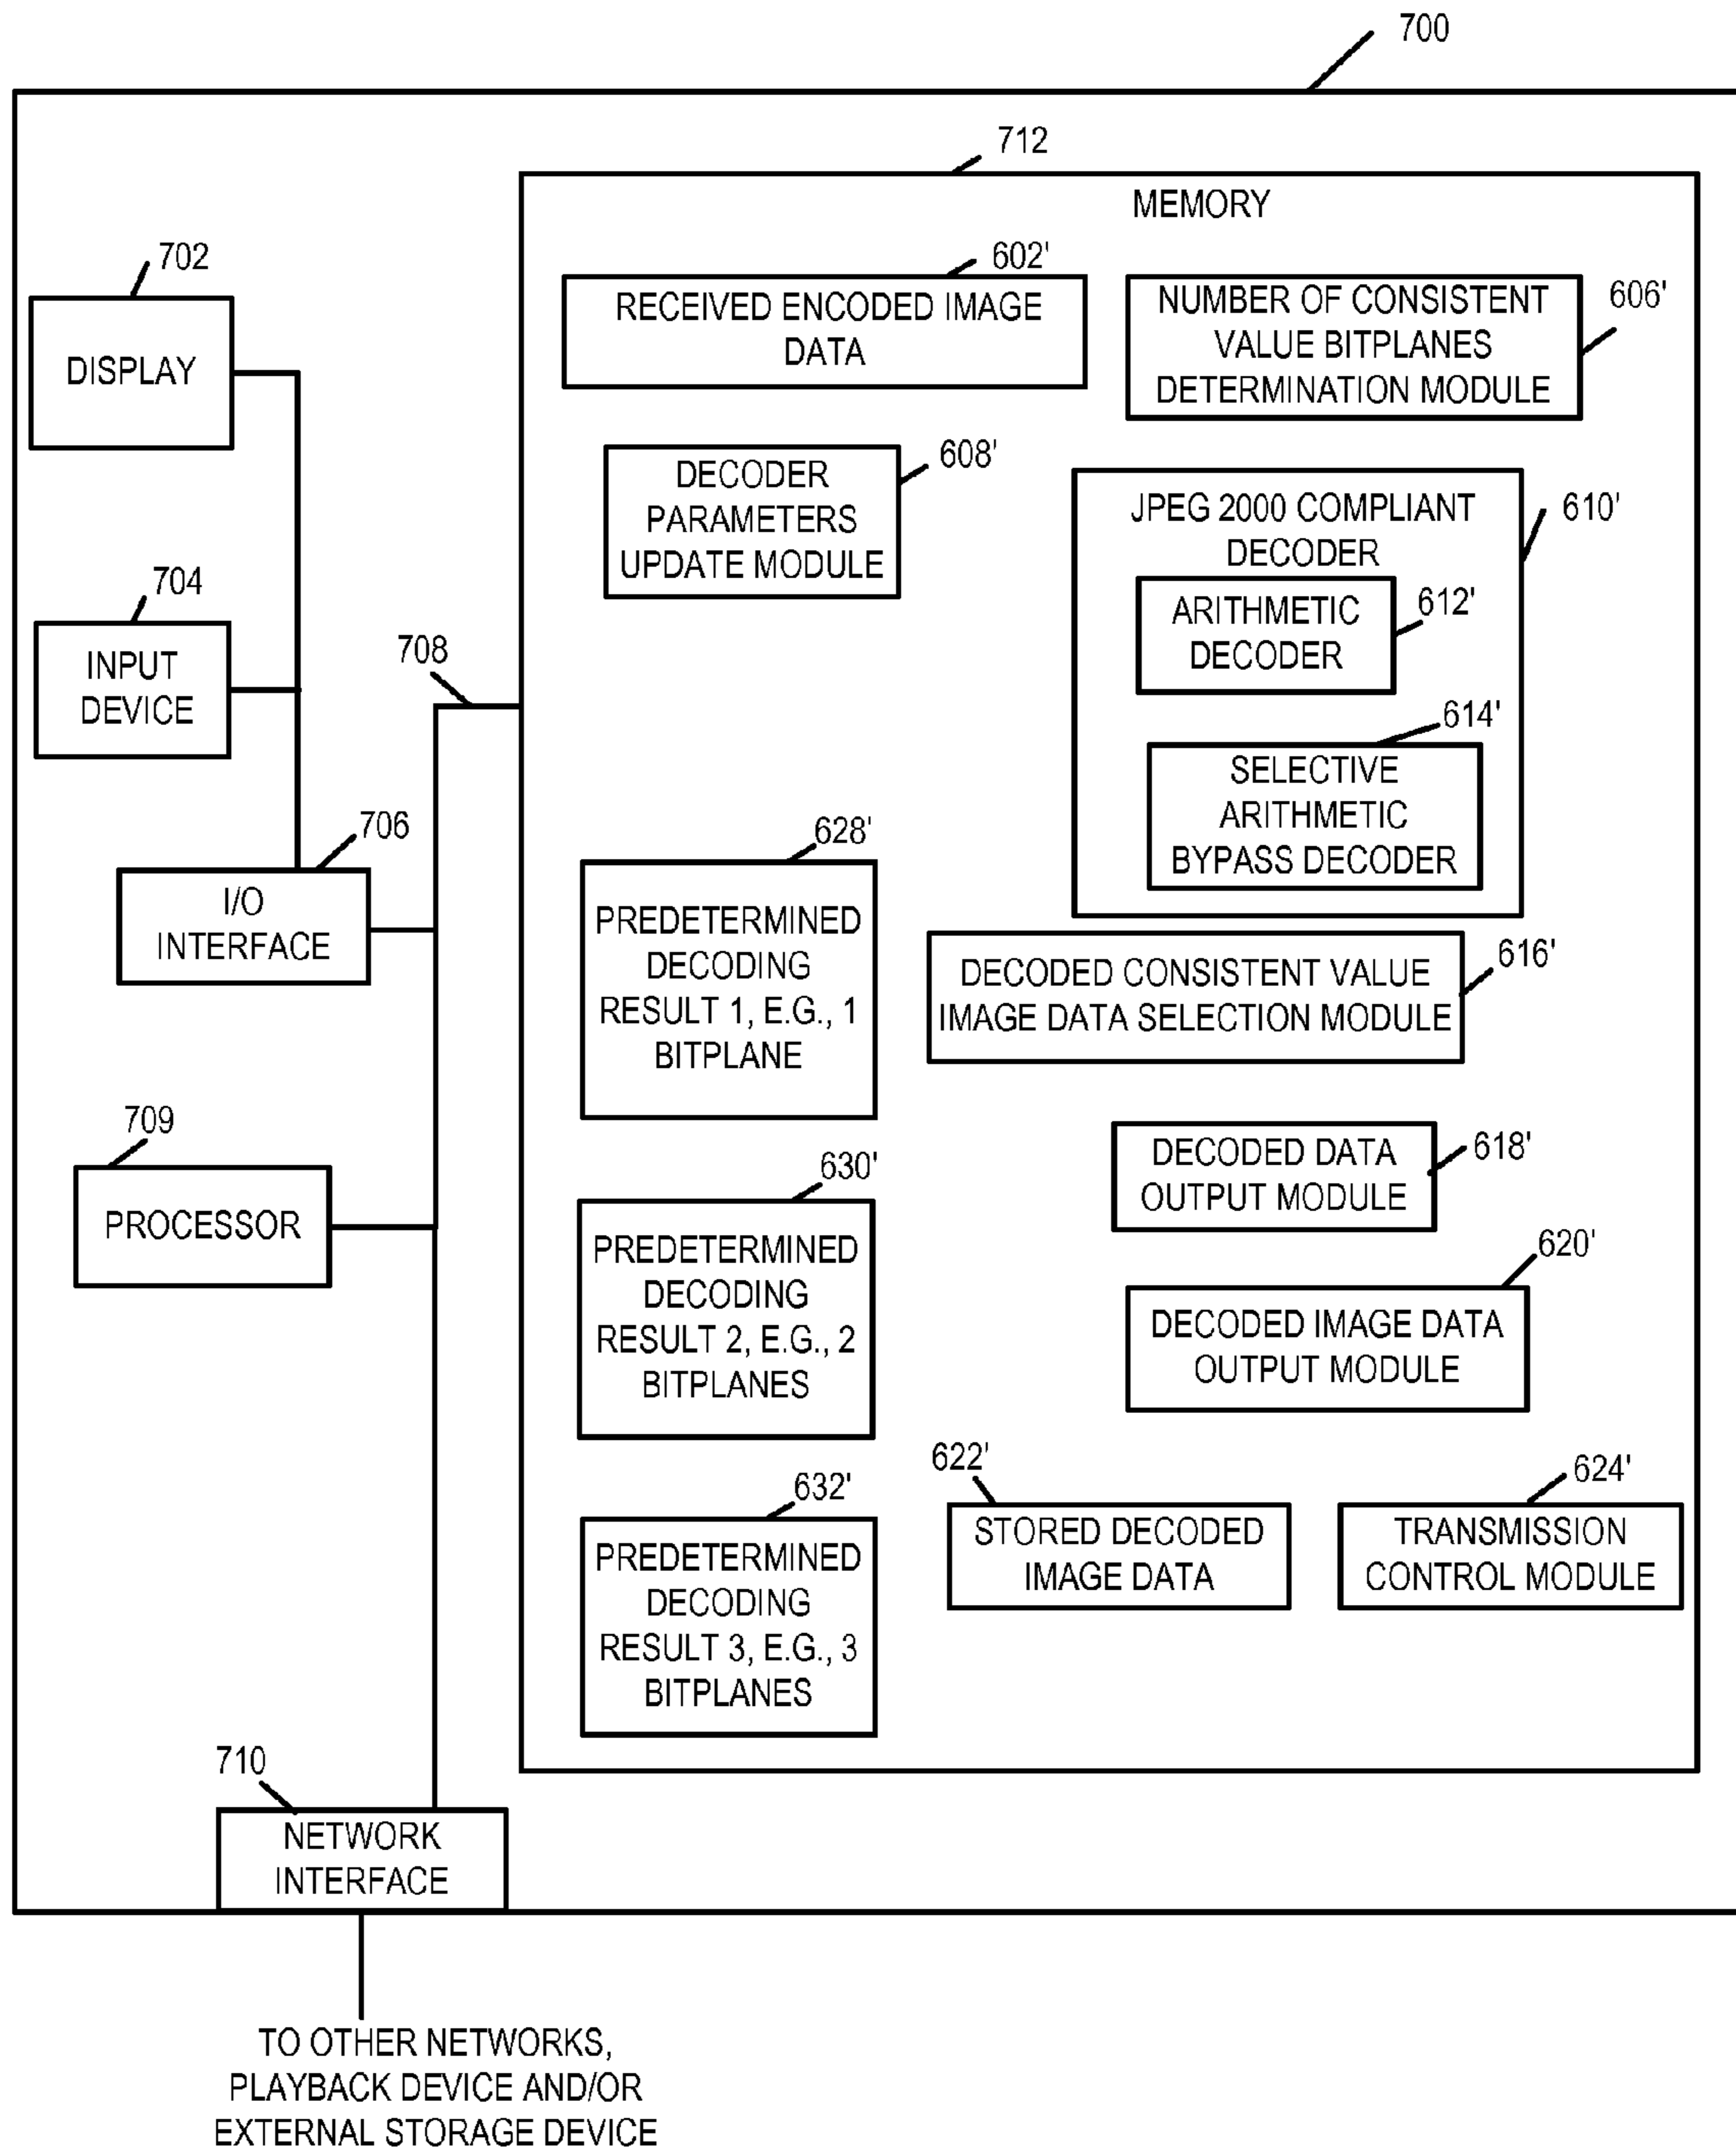 700
712
MEMORY
702
DISPLAY
704
INPUT
DEVICE
706
I/O
INTERFACE
708
709
PROCESSOR
710
NETWORK
INTERFACE
TO OTHER NETWORKS,
PLAYBACK DEVICE AND/OR
EXTERNAL STORAGE DEVICE
602'
RECEIVED ENCODED IMAGE
DATA
606'
NUMBER OF CONSISTENT
VALUE BITPLANES
DETERMINATION MODULE
608'
DECODER
PARAMETERS
UPDATE MODULE
610'
JPEG 2000 COMPLIANT
DECODER
612'
ARITHMETIC
DECODER
614'
SELECTIVE
ARITHMETIC
BYPASS DECODER
628'
PREDETERMINED
DECODING
RESULT 1, E.G., 1
BITPLANE
616'
DECODED CONSISTENT VALUE
IMAGE DATA SELECTION MODULE
618'
DECODED DATA
OUTPUT MODULE
630'
PREDETERMINED
DECODING
RESULT 2, E.G., 2
BITPLANES
620'
DECODED IMAGE DATA
OUTPUT MODULE
632'
PREDETERMINED
DECODING
RESULT 3, E.G., 3
BITPLANES
622'
STORED DECODED
IMAGE DATA
624'
TRANSMISSION
CONTROL MODULE